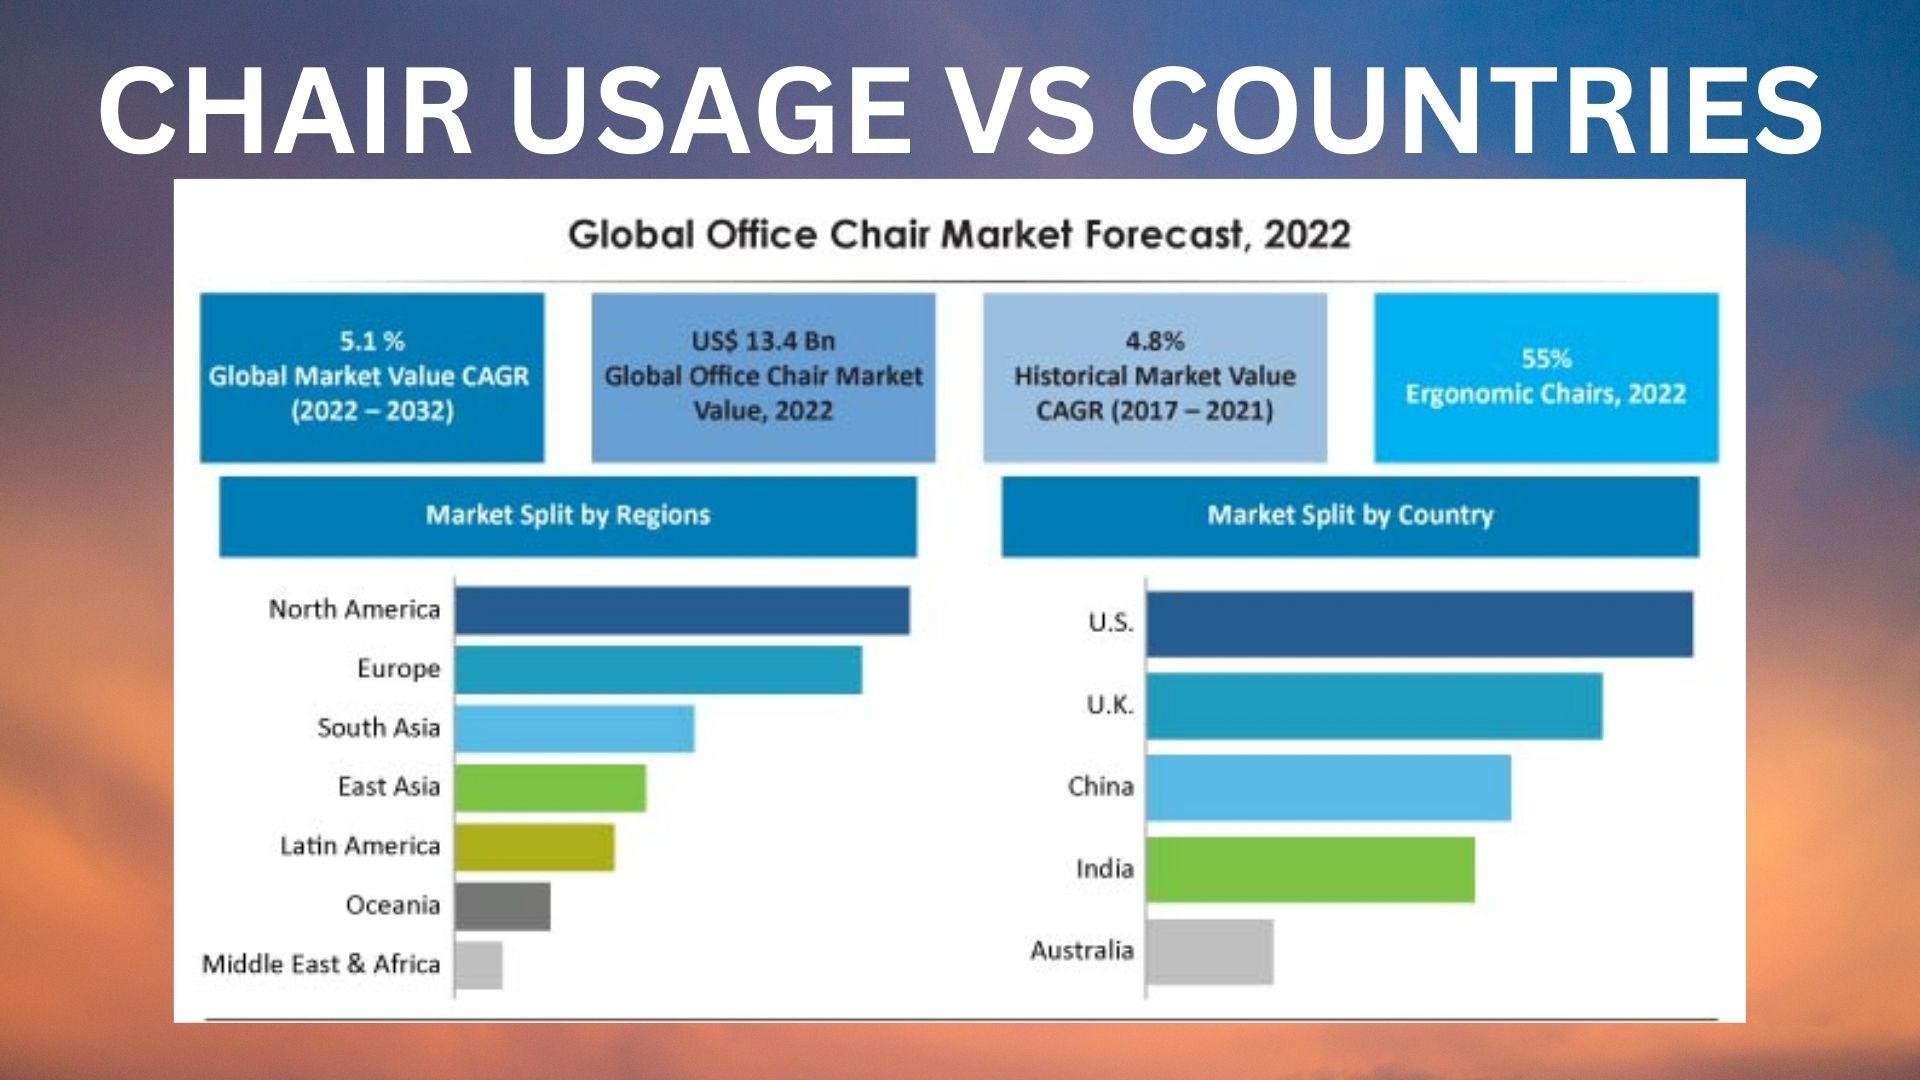 CHAIR USAGE VS COUNTRIES
Global Office Chair Market Forecast, 2022
5.1 %
Global Market Value CAGR
(2022 – 2032)
US$ 13.4 Bn
Global Office Chair Market
Value, 2022
4.8%
Historical Market Value
CAGR (2017 – 2021)
55%
Ergonomic Chairs, 2022
Market Split by Regions
North America
Europe
South Asia
East Asia
Latin America
Oceania
Middle East & Africa
Market Split by Country
U.S.
U.K.
China
India
Australia